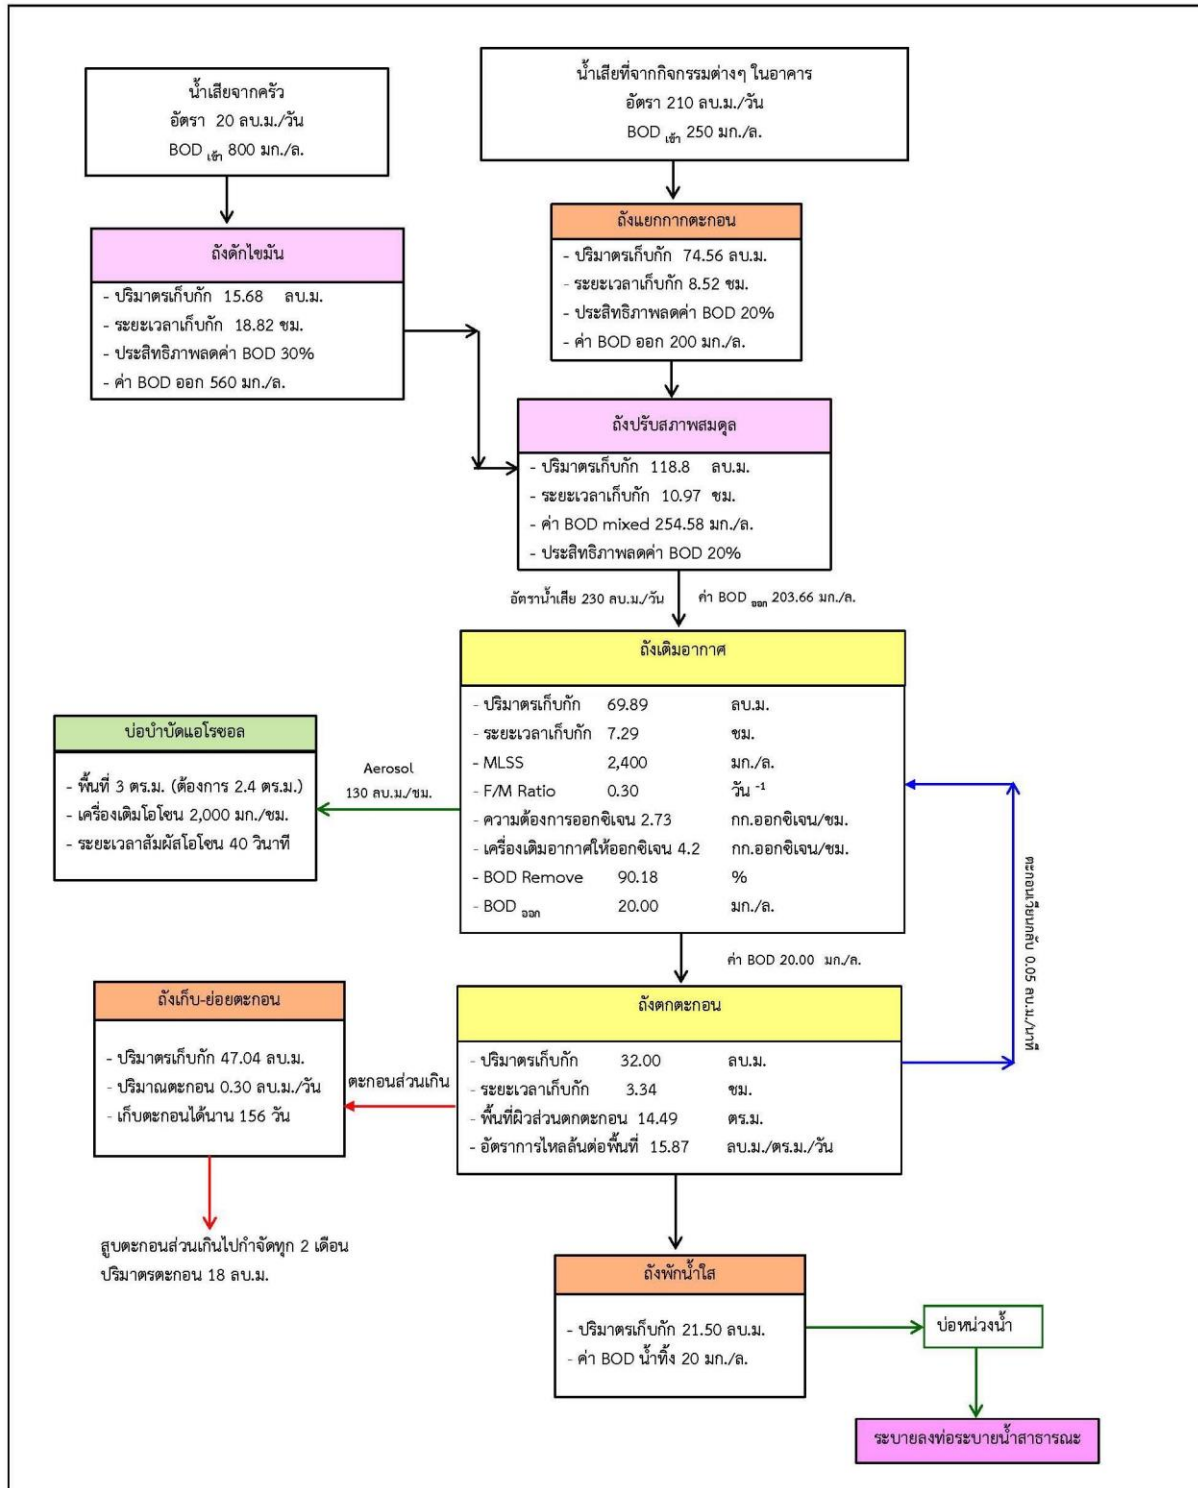 น้ำเสียจากครัว
อัตรา 20 ลบ.ม./วัน
BOD เข้า 800 มก./ล.
น้ำเสียที่จากกิจกรรมต่างๆ ในอาคาร
อัตรา 210 ลบ.ม./วัน
BOD เข้า 250 มก./ล.
ถังดักไขมัน
- ปริมาตรเก็บกัก 15.68 ลบ.ม.
- ระยะเวลาเก็บกัก 18.82 ชม.
- ประสิทธิภาพลดค่า BOD 30%
- ค่า BOD ออก 560 มก./ล.
ถังแยกกากตะกอน
- ปริมาตรเก็บกัก 74.56 ลบ.ม.
- ระยะเวลาเก็บกัก 8.52 ชม.
- ประสิทธิภาพลดค่า BOD 20%
- ค่า BOD ออก 200 มก./ล.
ถังปรับสภาพสมดุล
- ปริมาตรเก็บกัก 118.8 ลบ.ม.
- ระยะเวลาเก็บกัก 10.97 ชม.
- ค่า BOD mixed 254.58 มก./ล.
- ประสิทธิภาพลดค่า BOD 20%
อัตราน้ำเสีย 230 ลบ.ม./วัน
ค่า BOD ออก 203.66 มก./ล.
ถังเติมอากาศ
- ปริมาตรเก็บกัก 69.89 ลบ.ม.
- ระยะเวลาเก็บกัก 7.29 ชม.
- MLSS 2,400 มก./ล.
- F/M Ratio 0.30 วัน -1
- ความต้องการออกซิเจน 2.73 กก.ออกซิเจน/ชม.
- เครื่องเติมอากาศให้ออกซิเจน 4.2 กก.ออกซิเจน/ชม.
- BOD Remove 90.18 %
- BOD ออก 20.00 มก./ล.
Aerosol
130 ลบ.ม./ชม.
บ่อบำบัดแอโรซอล
- พื้นที่ 3 ตร.ม. (ต้องการ 2.4 ตร.ม.)
- เครื่องเติมโอโซน 2,000 มก./ชม.
- ระยะเวลาสัมผัสโอโซน 40 วินาที
ตะกอนเวียนกลับ 0.05 ลบ.ม./นาที
ค่า BOD 20.00 มก./ล.
ถังตกตะกอน
- ปริมาตรเก็บกัก 32.00 ลบ.ม.
- ระยะเวลาเก็บกัก 3.34 ชม.
- พื้นที่ผิวส่วนตกตะกอน 14.49 ตร.ม.
- อัตราการไหลล้นต่อพื้นที่ 15.87 ลบ.ม./ตร.ม./วัน
ตะกอนส่วนเกิน
ถังเก็บ-ย่อยตะกอน
- ปริมาตรเก็บกัก 47.04 ลบ.ม.
- ปริมาณตะกอน 0.30 ลบ.ม./วัน
- เก็บตะกอนได้นาน 156 วัน
สูบตะกอนส่วนเกินไปกำจัดทุก 2 เดือน
ปริมาตรตะกอน 18 ลบ.ม.
ถังพักน้ำใส
- ปริมาตรเก็บกัก 21.50 ลบ.ม.
- ค่า BOD น้ำทิ้ง 20 มก./ล.
บ่อหน่วงน้ำ
ระบายลงท่อระบายน้ำสาธารณะ